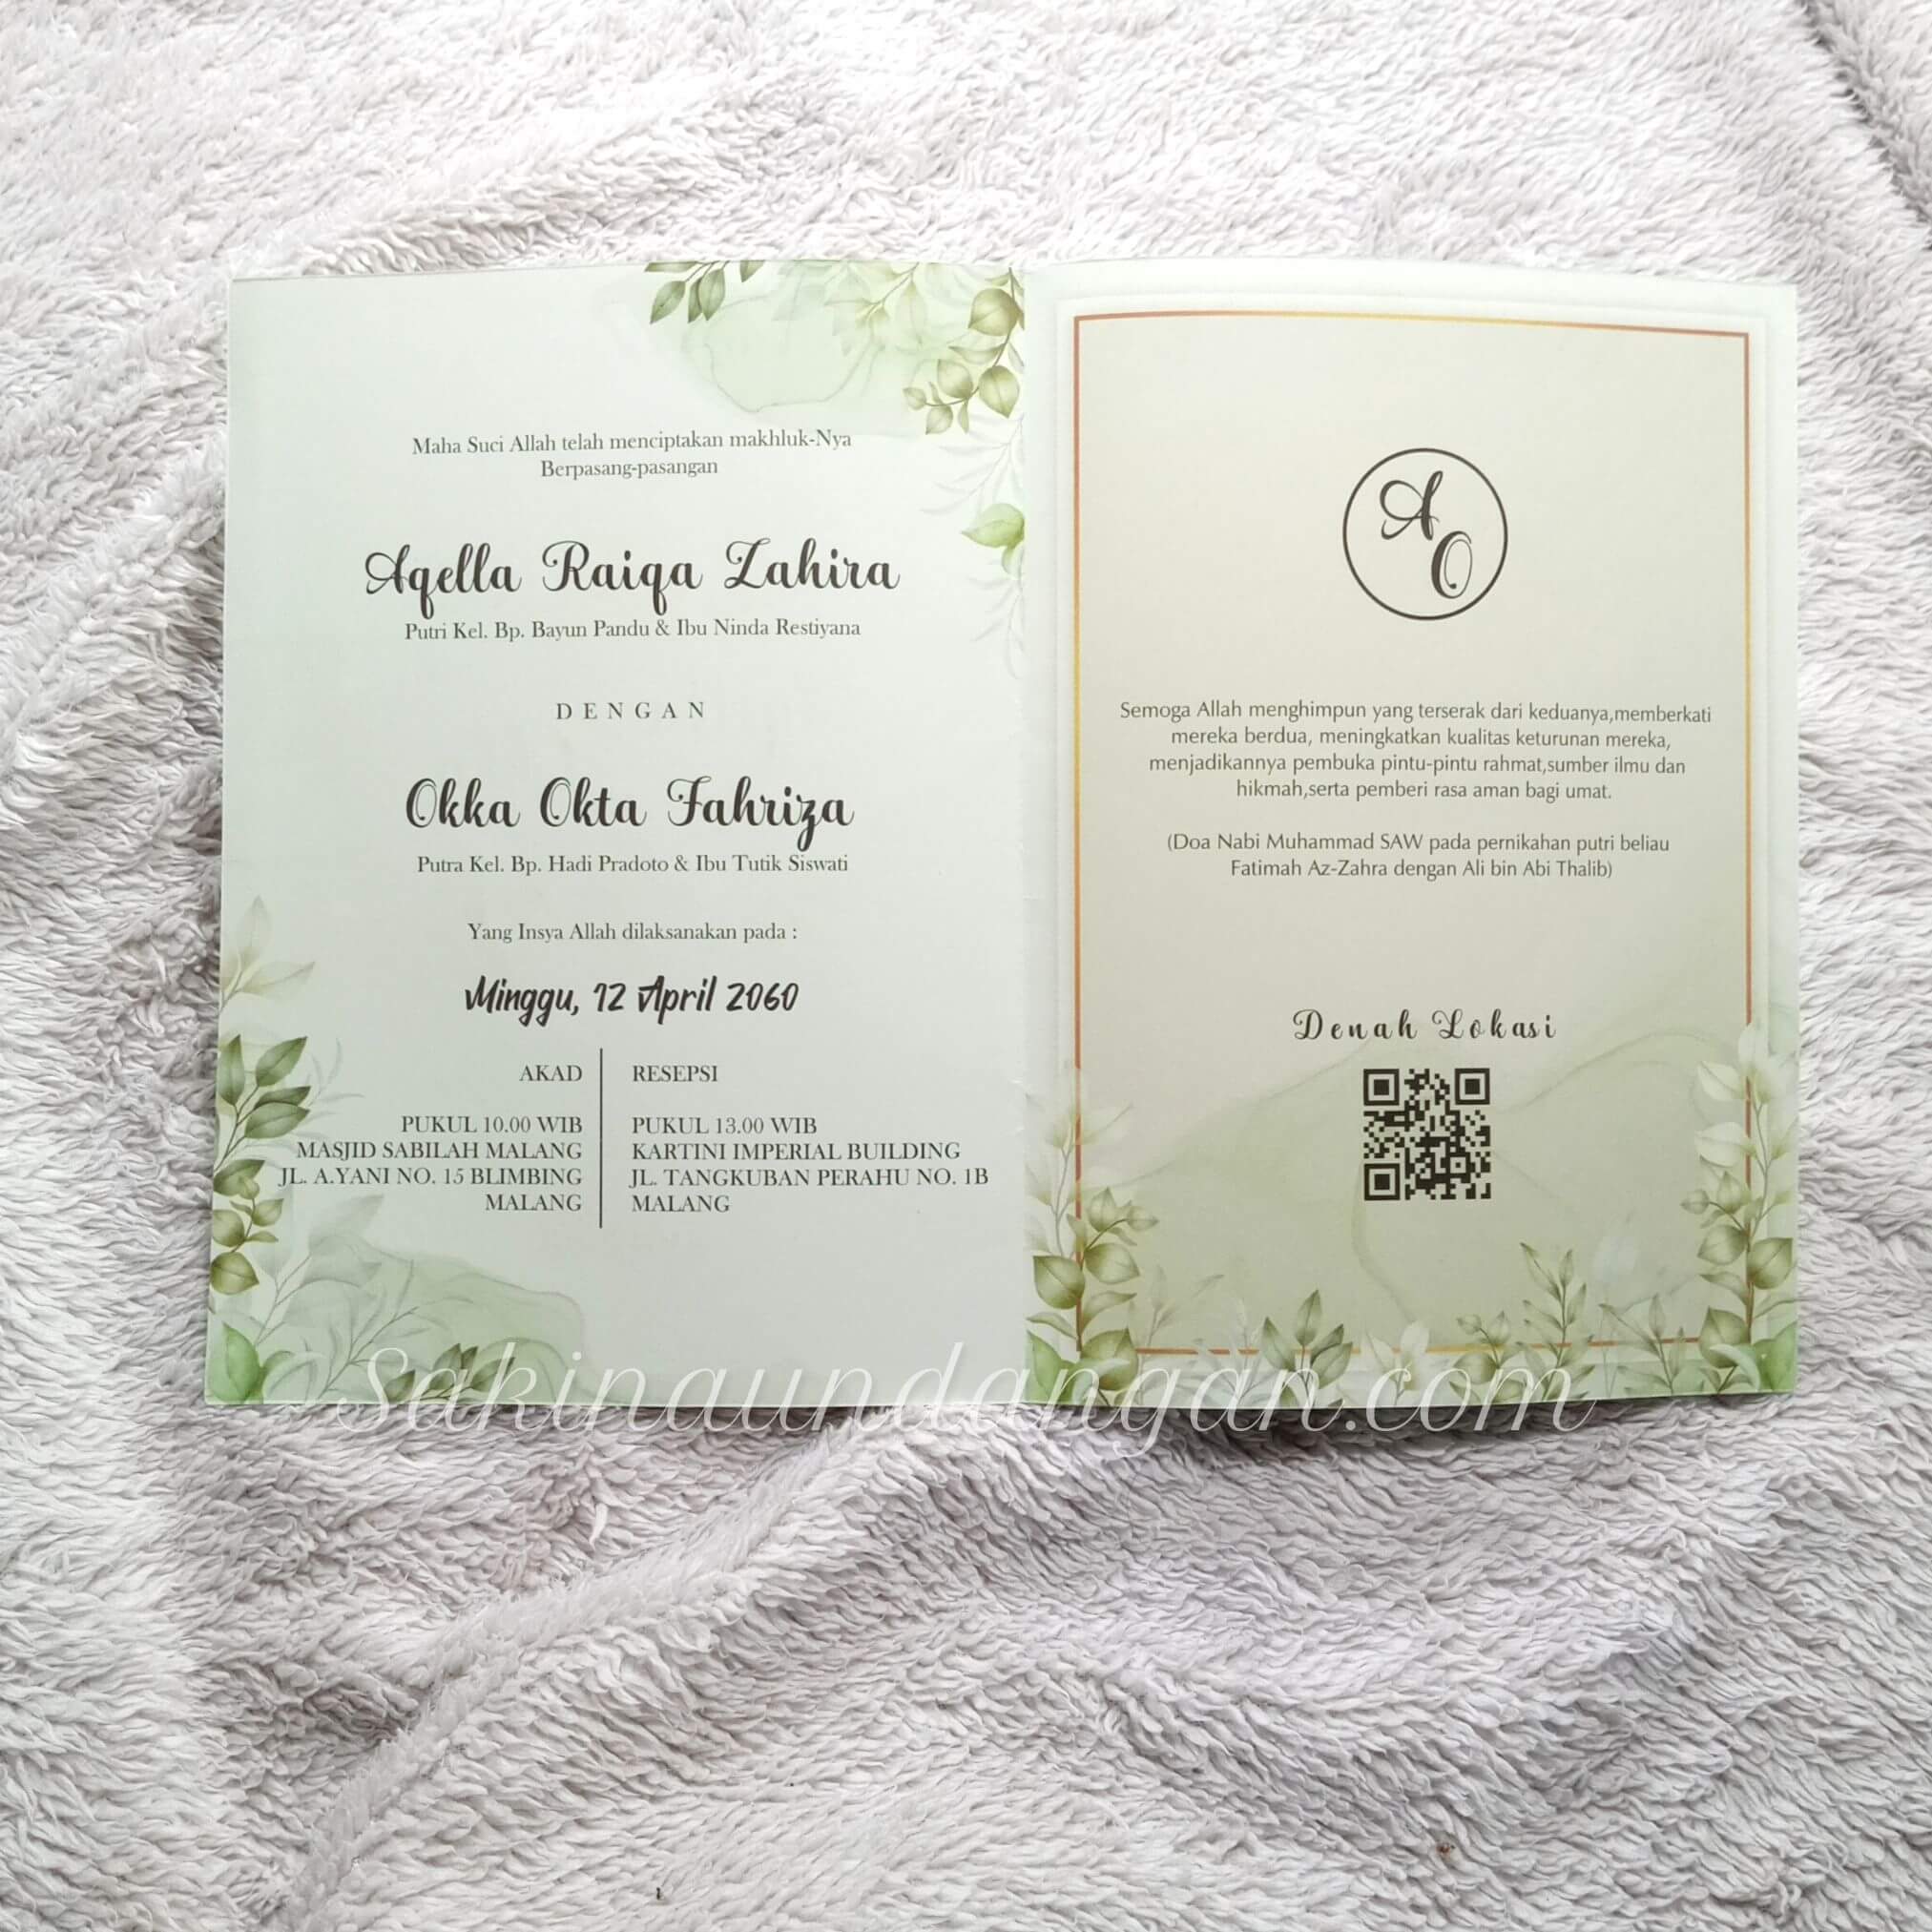 Maha Suci Allah telah menciptakan makhluk-Nya
Berpasang-pasangan
Aqella Raiqa Zahira
Putri Kel. Bp. Bayun Pandu & Ibu Ninda Restiyana
DENGAN
Okka Okta Fahriza
Putra Kel. Bp. Hadi Pradoto & Ibu Tutik Siswati
Yang Insya Allah dilaksanakan pada :
Minggu, 12 April 2060
AKAD
PUKUL 10.00 WIB
MASJID SABILAH MALANG
JL. A.YANI NO. 15 BLIMBING
MALANG
RESEPSI
PUKUL 13.00 WIB
KARTINI IMPERIAL BUILDING
JL. TANGKUBAN PERAHU NO. 1B
MALANG
A
O
Semoga Allah menghimpun yang terserak dari keduanya,memberkati
mereka berdua, meningkatkan kualitas keturunan mereka,
menjadikannya pembuka pintu-pintu rahmat,sumber ilmu dan
hikmah,serta pemberi rasa aman bagi umat.
(Doa Nabi Muhammad SAW pada pernikahan putri beliau
Fatimah Az-Zahra dengan Ali bin Abi Thalib)
Denah Lokasi
Sakinaundangan.com